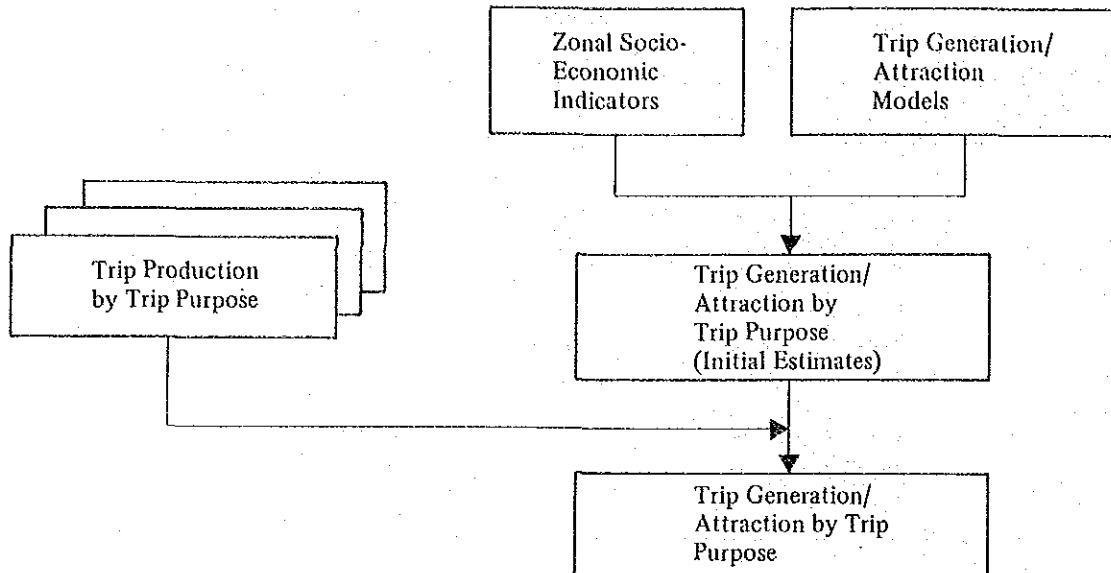 Zonal Socio-
Economic
Indicators
Trip Generation/
Attraction
Models
Trip Production
by Trip Purpose
Trip Generation/
Attraction by
Trip Purpose
(Initial Estimates)
Trip Generation/
Attraction by Trip
Purpose